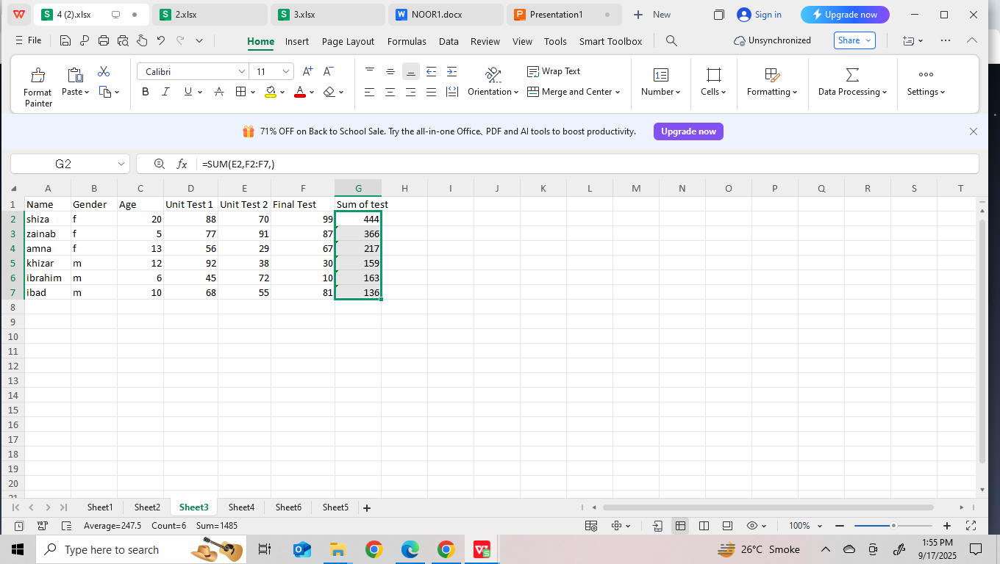 4 (2).xlsx 2.xlsx 3.xlsx NOOR1.docx Presentation1 New Sign in Upgrade now
File Home Insert Page Layout Formulas Data Review View Tools Smart Toolbox Unsynchronized Share
Format Painter Paste Calibri 11 A+ A- Orientation Wrap Text Merge and Center Number Cells Formatting Data Processing Settings
B I U A
71% OFF on Back to School Sale. Try the all-in-one Office、PDF and AI tools to boost productivity. Upgrade now
G2 fx =SUM(E2,F2:F7,)
A B C D E F G H I J K L M N O P Q R S T
1 Name Gender Age Unit Test 1 Unit Test 2 Final Test Sum of test
2 shiza f 20 88 70 99 444
3 zainab f 5 77 91 87 366
4 amna f 13 56 29 67 217
5 khizar m 12 92 38 30 159
6 ibrahim m 6 45 72 10 163
7 ibad m 10 68 55 81 136
8
9
10
11
12
13
14
15
16
17
18
19
20
21
Sheet1 Sheet2 Sheet3 Sheet4 Sheet6 Sheet5 +
Average=247.5 Count=6 Sum=1485 100%
Type here to search 26°C Smoke 1:55 PM
9/17/2025